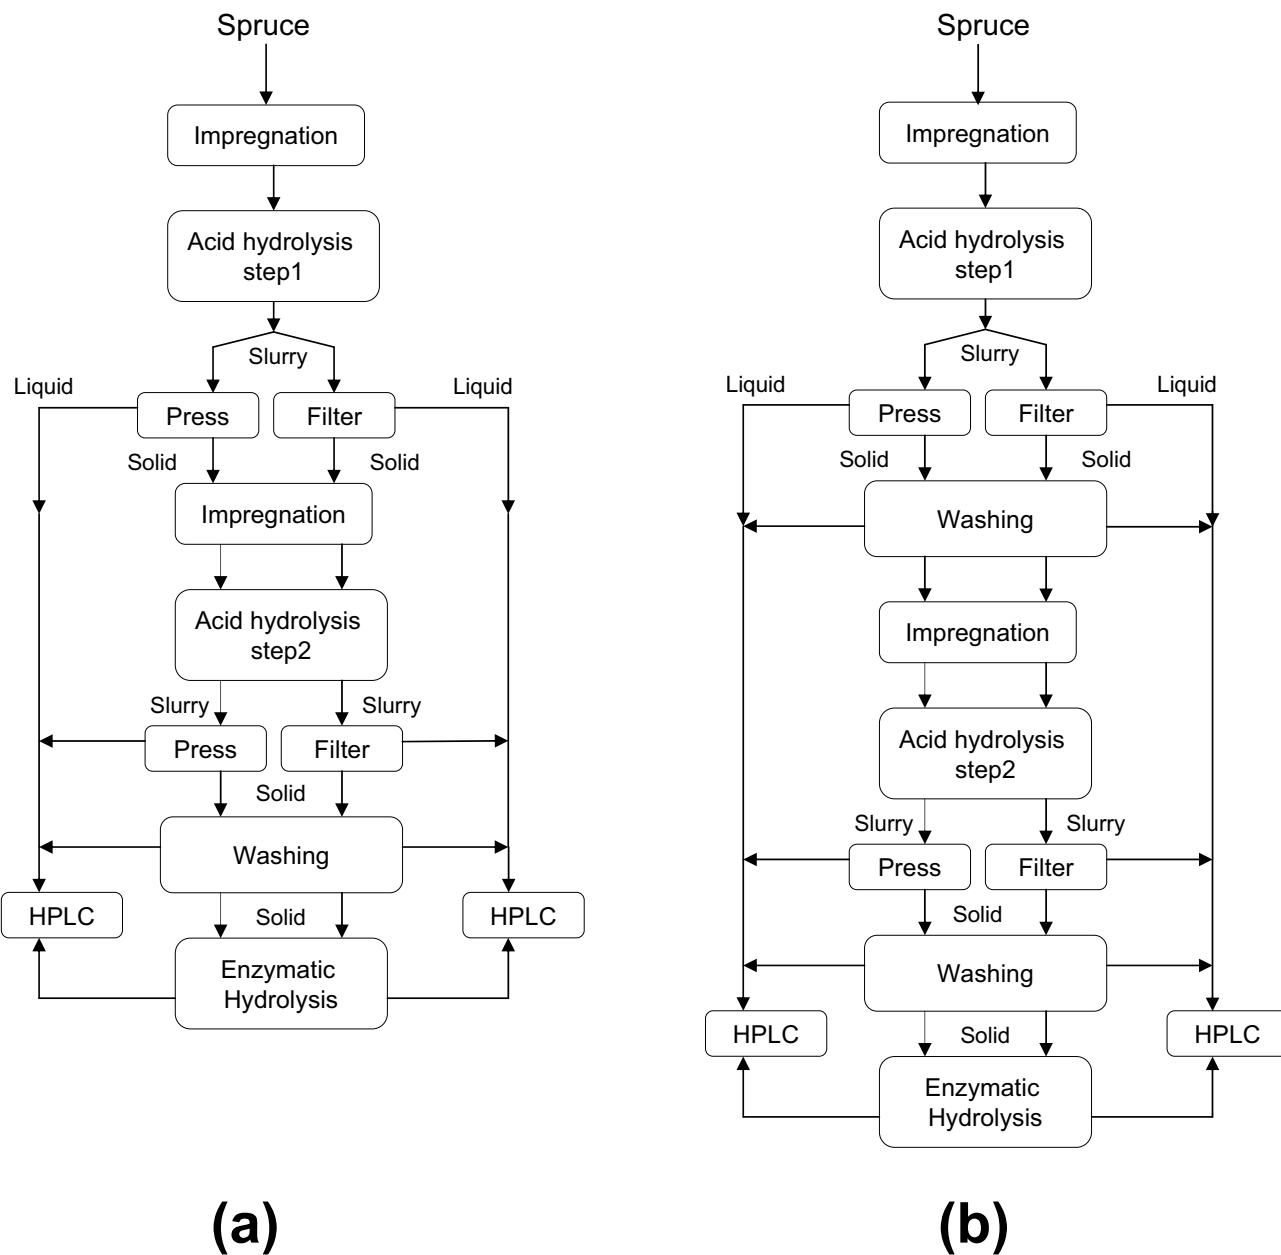 Spruce
Impregnation
Acid hydrolysis
step1
Slurry
Liquid
Liquid
Press
Filter
Solid
Solid
Impregnation
Acid hydrolysis
step2
Slurry
Slurry
Press
Filter
Solid
Washing
HPLC
Solid
HPLC
Enzymatic
Hydrolysis
(a)
Spruce
Impregnation
Acid hydrolysis
step1
Slurry
Liquid
Liquid
Press
Filter
Solid
Solid
Washing
Impregnation
Acid hydrolysis
step2
Slurry
Slurry
Press
Filter
Solid
Washing
HPLC
Solid
HPLC
Enzymatic
Hydrolysis
(b)